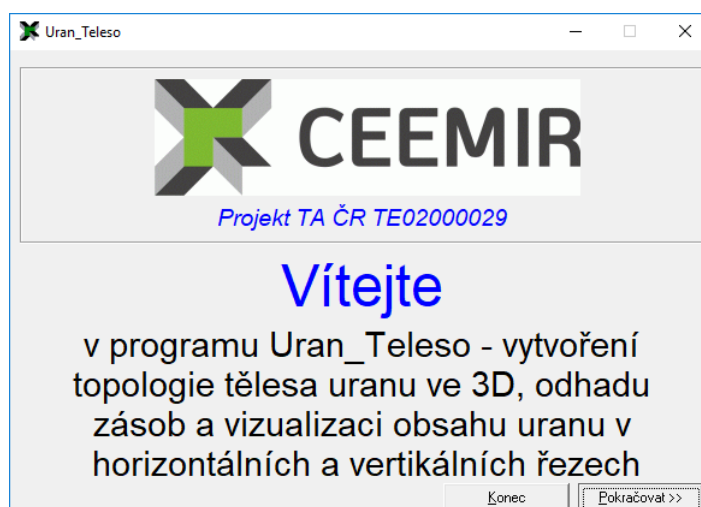 Uran_Teleso
CEEMIR
Projekt TA ČR TE02000029
Vítejte
v programu Uran_Teleso - vytvoření
topologie tělesa uranu ve 3D, odhadu
zásob a vizualizaci obsahu uranu v
horizontálních a vertikálních řezech
Konec
Pokračovat >>